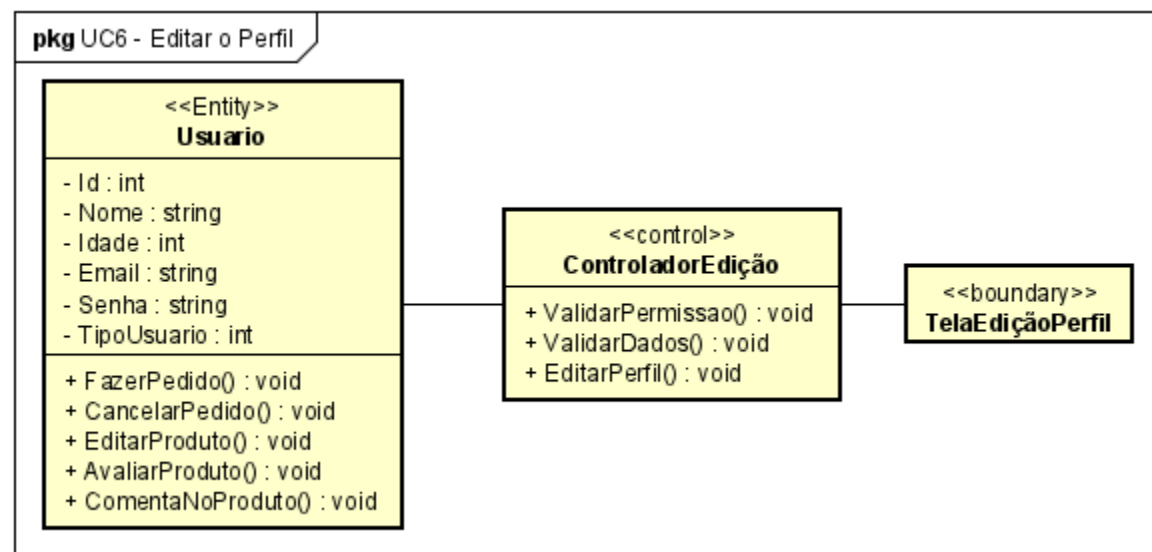 pkg UC6 - Editar o Perfil
<<Entity>>
Usuario
- Id : int
- Nome : string
- Idade : int
- Email : string
- Senha : string
- TipoUsuario : int
+ FazerPedido() : void
+ CancelarPedido() : void
+ EditarProduto() : void
+ AvaliarProduto() : void
+ ComentaNoProduto() : void
<<control>>
ControladorEdição
+ ValidarPermissao() : void
+ ValidarDados() : void
+ EditarPerfil() : void
<<boundary>>
TelaEdiçãoPerfil